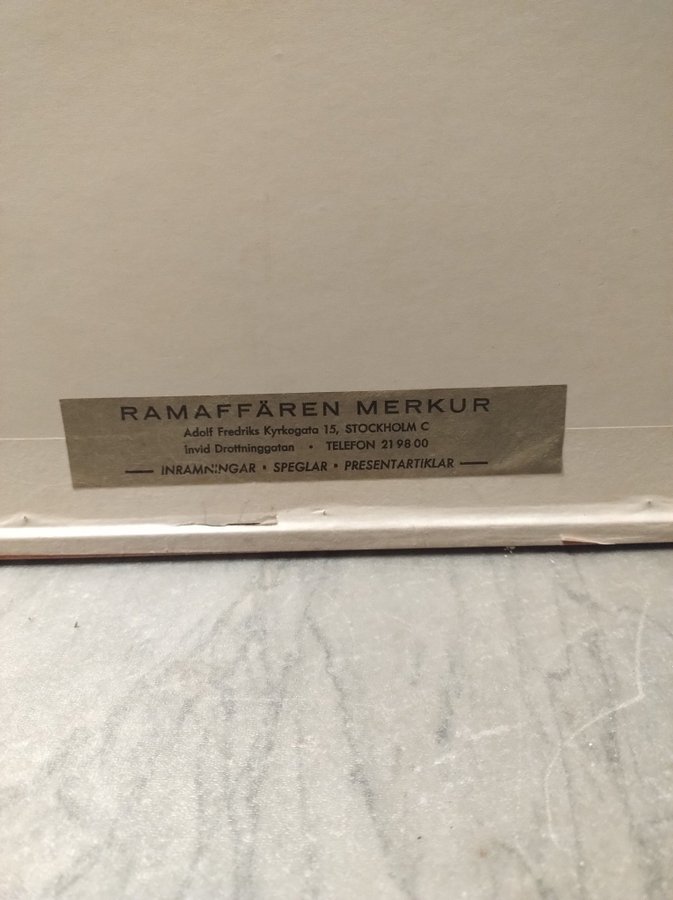 RAMAFFÄREN MERKUR
Adolf Fredriks Kyrkogata 15, STOCKHOLM C
invid Drottninggatan • TELEFON 21 98 00
— INRAMNINGAR • SPEGLAR • PRESENTARTIKLAR —